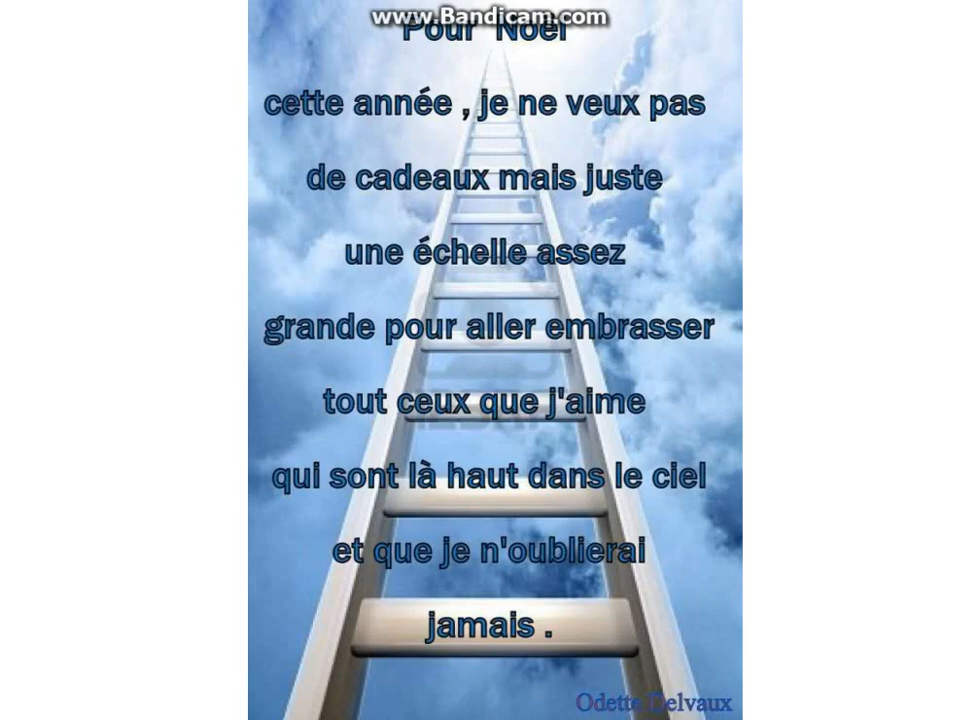 www.Bandicam.com
Pour Noël
cette année , je ne veux pas
de cadeaux mais juste
une échelle assez
grande pour aller embrasser
tout ceux que j'aime
qui sont là haut dans le ciel
et que je n'oublierai
jamais .
Odette Delvaux